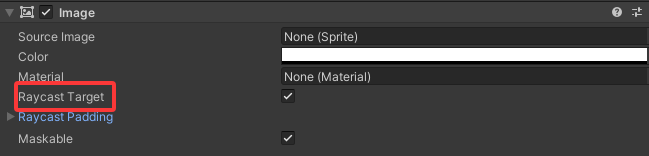 Image
Source Image None (Sprite)
Color
Material None (Material)
Raycast Target
Raycast Padding
Maskable